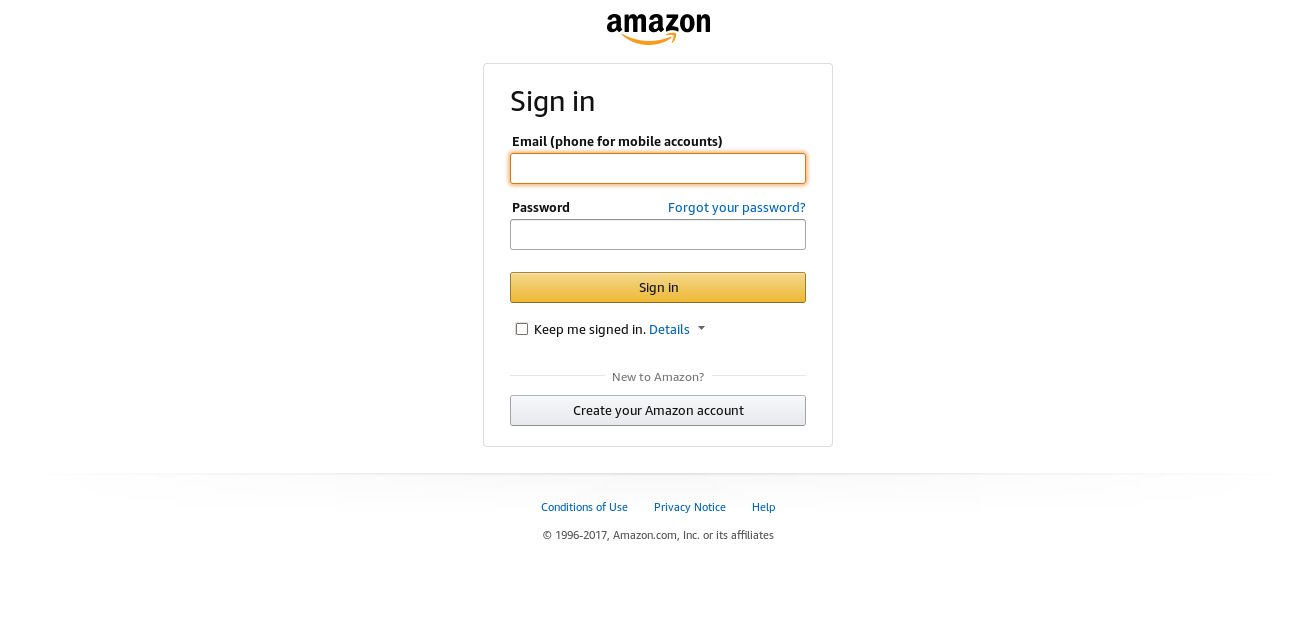 amazon
Sign in
Email (phone for mobile accounts)
Password Forgot your password?
Sign in
Keep me signed in. Details
New to Amazon?
Create your Amazon account
Conditions of Use Privacy Notice Help
© 1996-2017, Amazon.com, Inc. or its affiliates